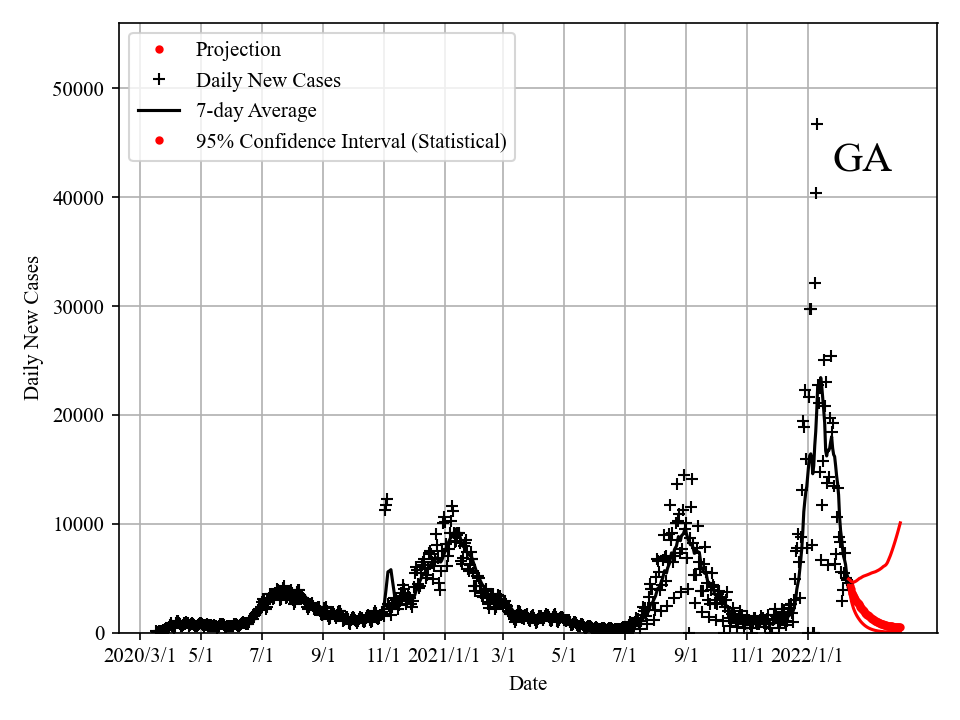 Projection
Daily New Cases
7-day Average
95% Confidence Interval (Statistical)
GA
50000
40000
30000
20000
10000
0
Daily New Cases
2020/3/1 5/1 7/1 9/1 11/1 2021/1/1 3/1 5/1 7/1 9/1 11/1 2022/1/1
Date